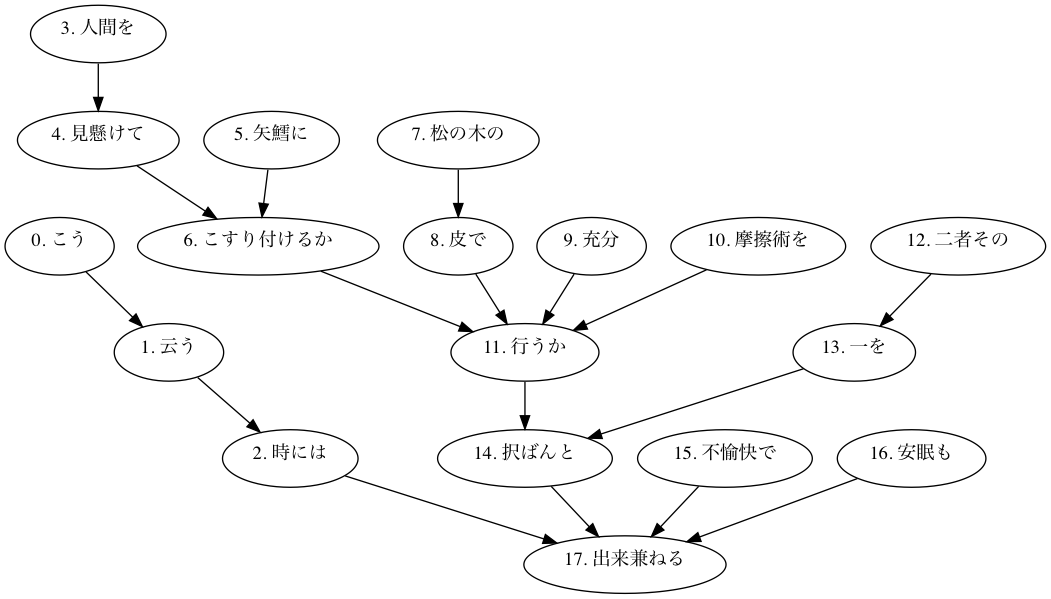 3. 人間を
4. 見懸けて
5. 矢鱈に
7. 松の木の
0. こう
6. こすり付けるか
8. 皮で
9. 充分
10. 摩擦術を
12. 二者その
1. 云う
11. 行うか
13. 一を
2. 時には
14. 択ばんと
15. 不愉快で
16. 安眠も
17. 出来兼ねる